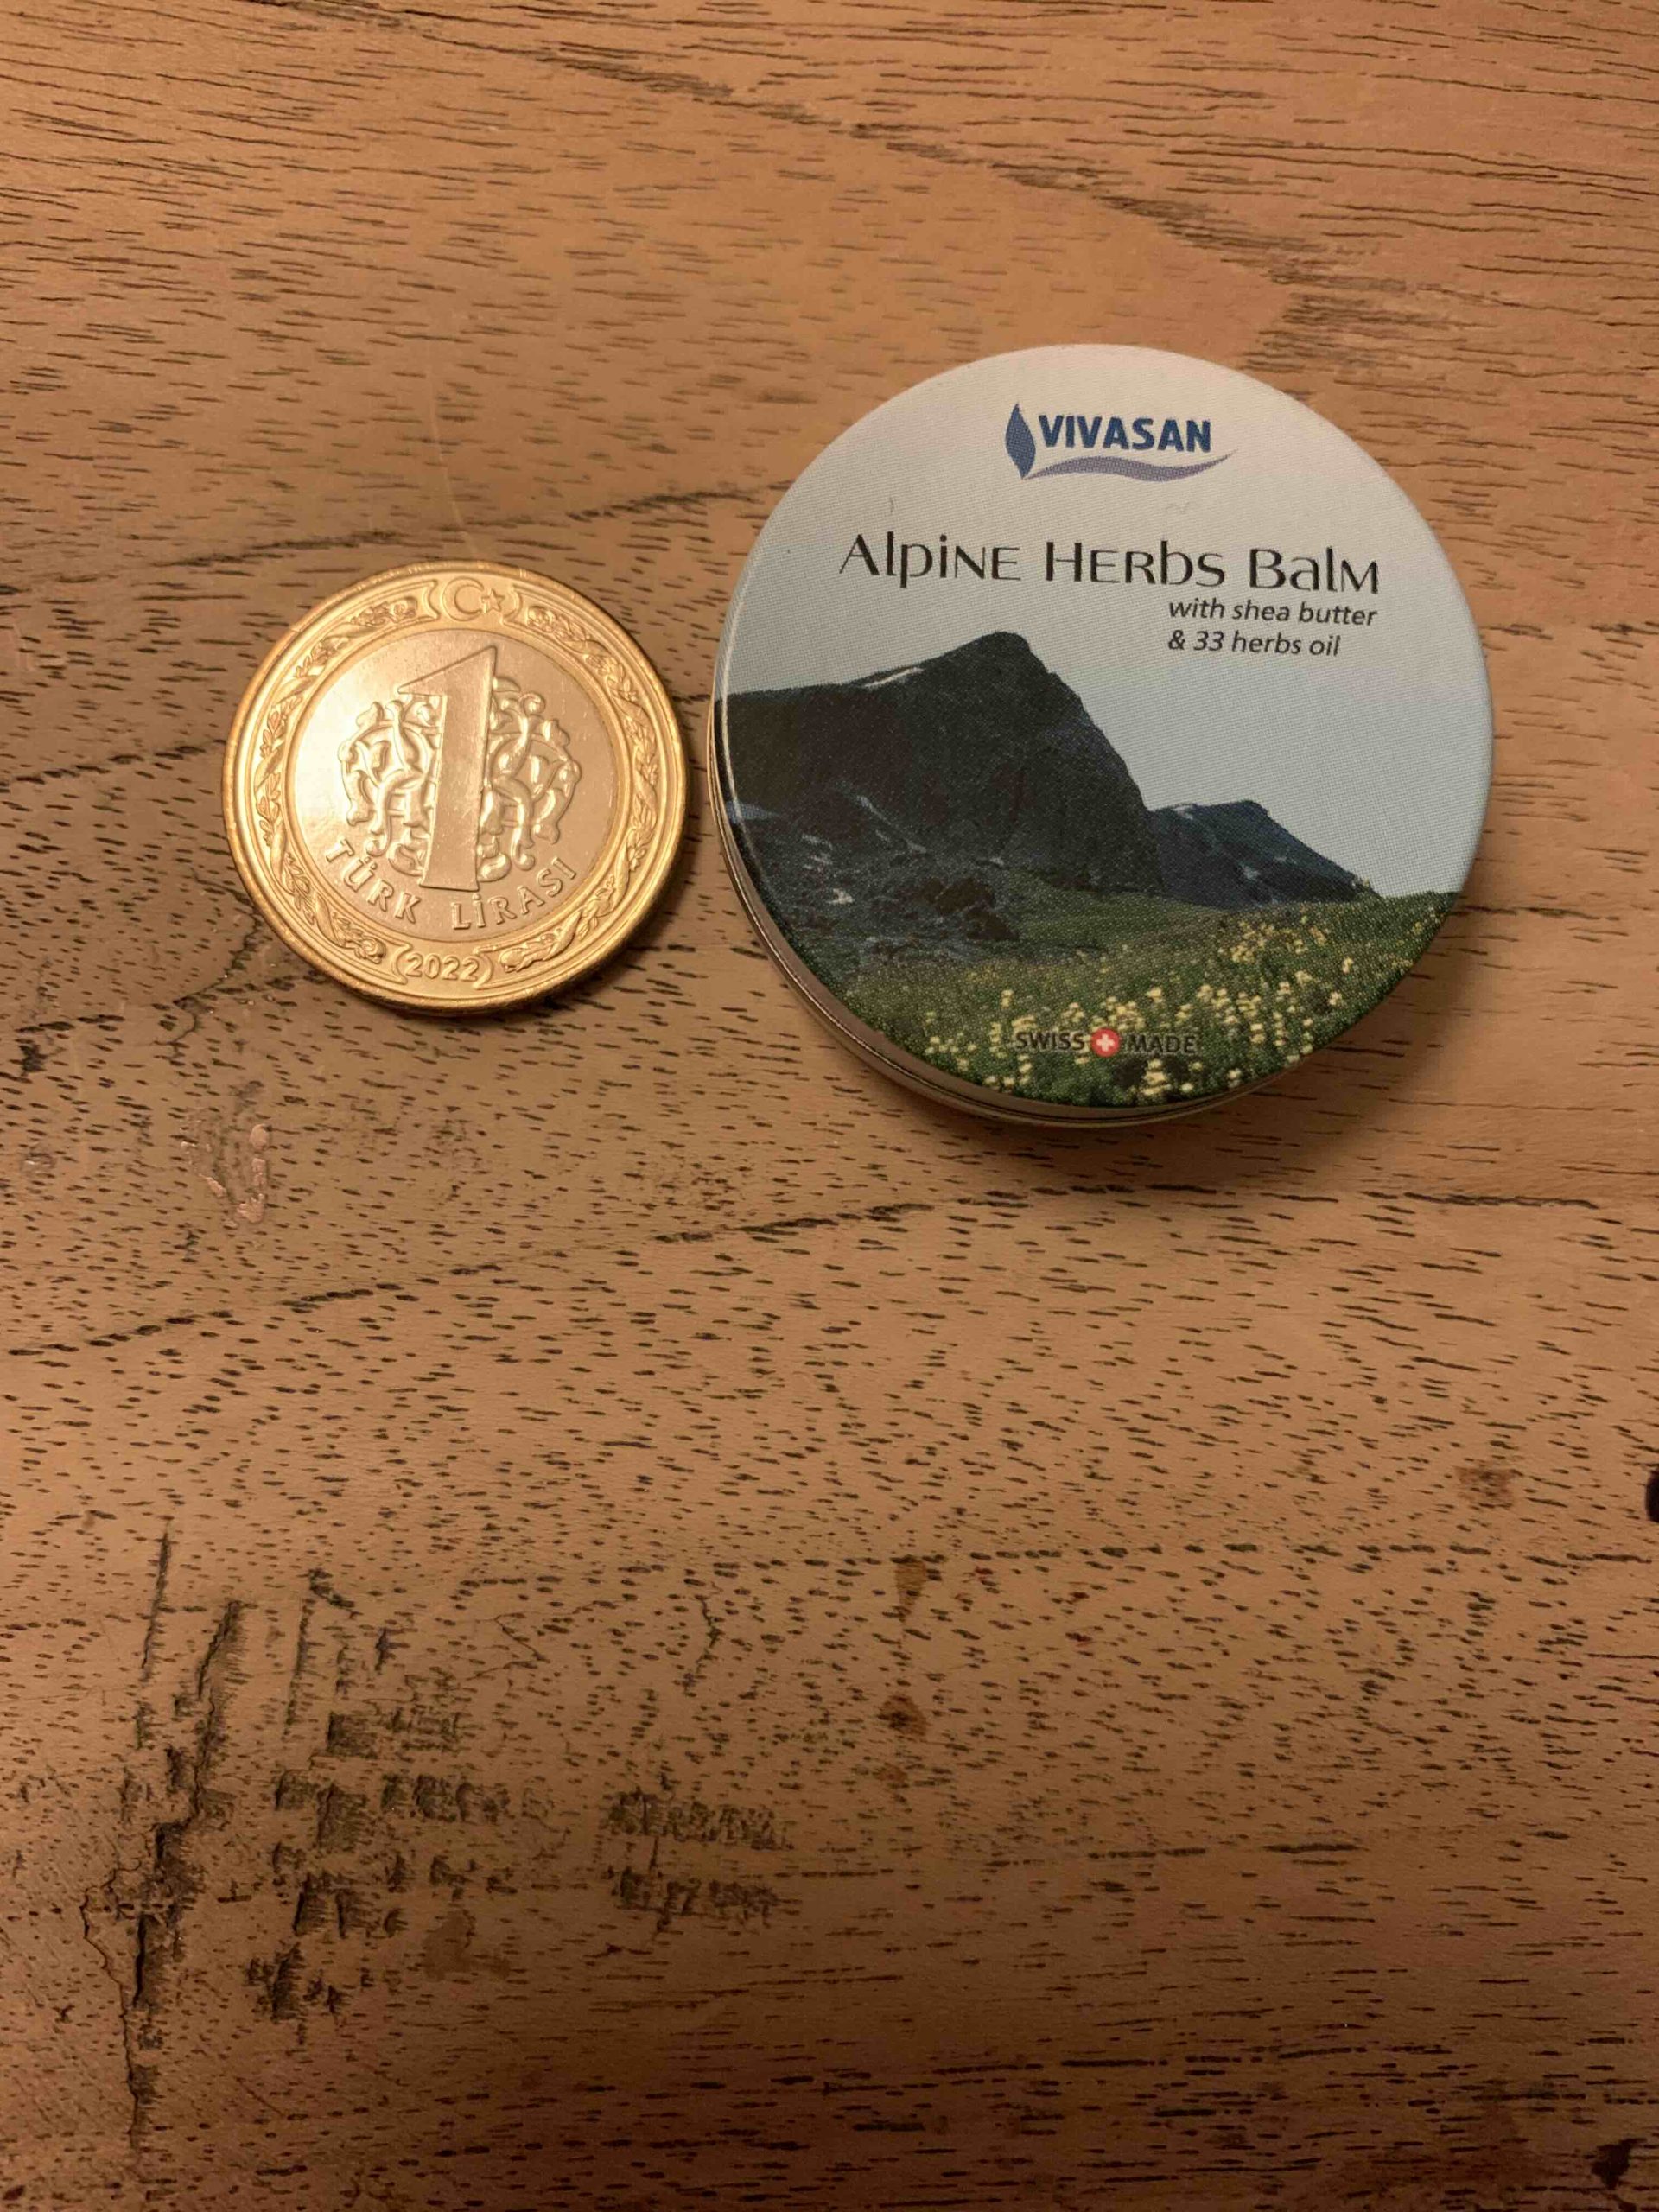 1
TÜRK LİRASI
(2022)
VIVASAN
Alpine Herbs Balm
with shea butter
& 33 herbs oil
SWISS MADE